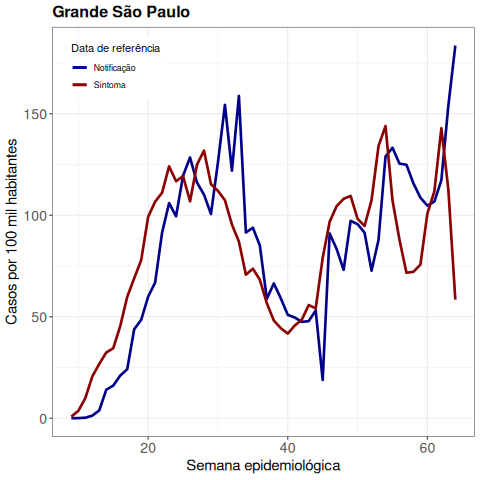 Grande São Paulo
Data de referência
Notificação
Sintoma
Casos por 100 mil habitantes
150
100
50
0
20
40
60
Semana epidemiológica